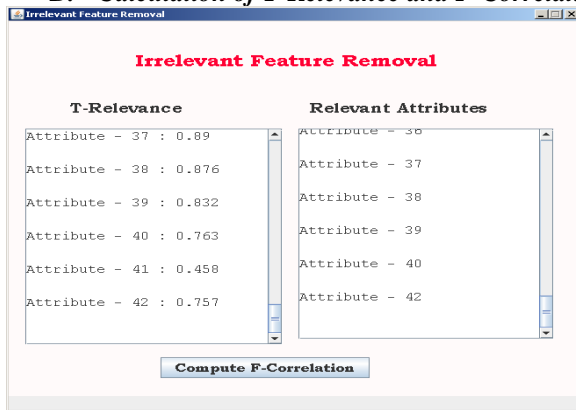 Irrelevant Feature Removal
Irrelevant Feature Removal
T-Relevance
Attribute - 37 : 0.89
Attribute - 38 : 0.876
Attribute - 39 : 0.832
Attribute - 40 : 0.763
Attribute - 41 : 0.458
Attribute - 42 : 0.757
Relevant Attributes
Attribute - 36
Attribute - 37
Attribute - 38
Attribute - 39
Attribute - 40
Attribute - 42
Compute F-Correlation